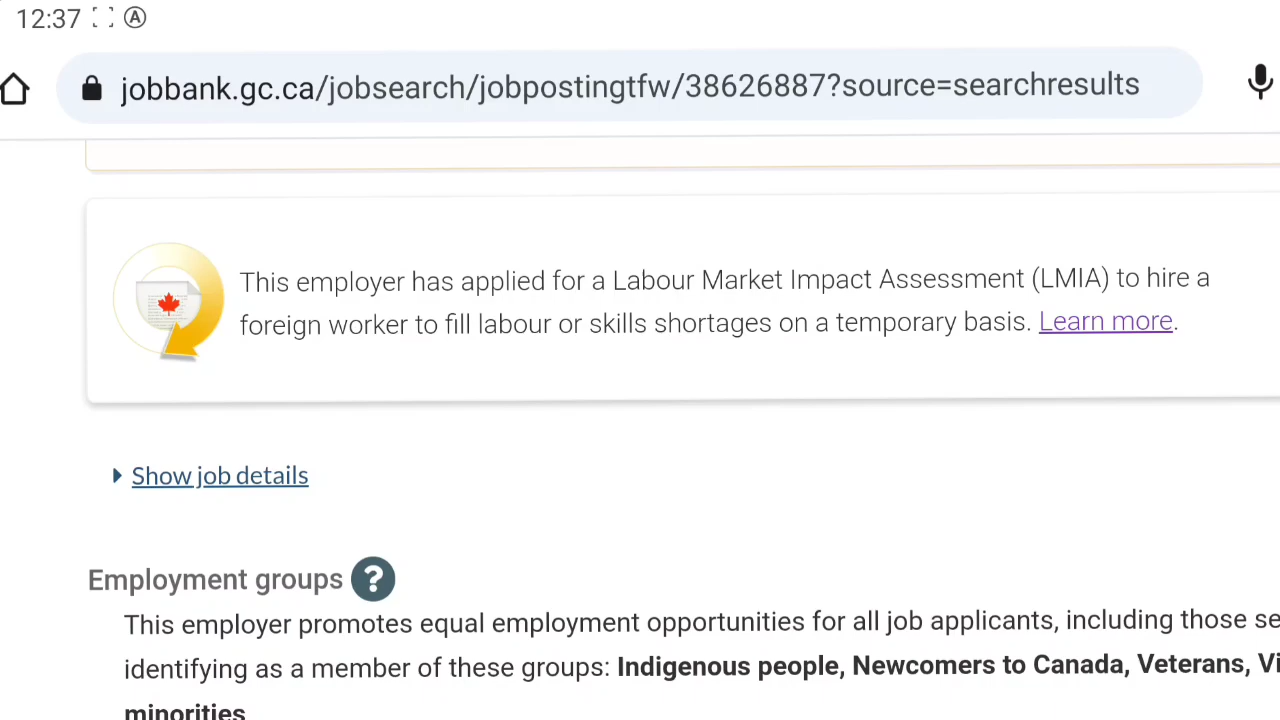 12:37
jobbank.gc.ca/jobsearch/jobpostingtfw/38626887?source=searchresults
This employer has applied for a Labour Market Impact Assessment (LMIA) to hire a
foreign worker to fill labour or skills shortages on a temporary basis. Learn more.
Show job details
Employment groups ?
This employer promotes equal employment opportunities for all job applicants, including those se
identifying as a member of these groups: Indigenous people, Newcomers to Canada, Veterans, Vi
minorities